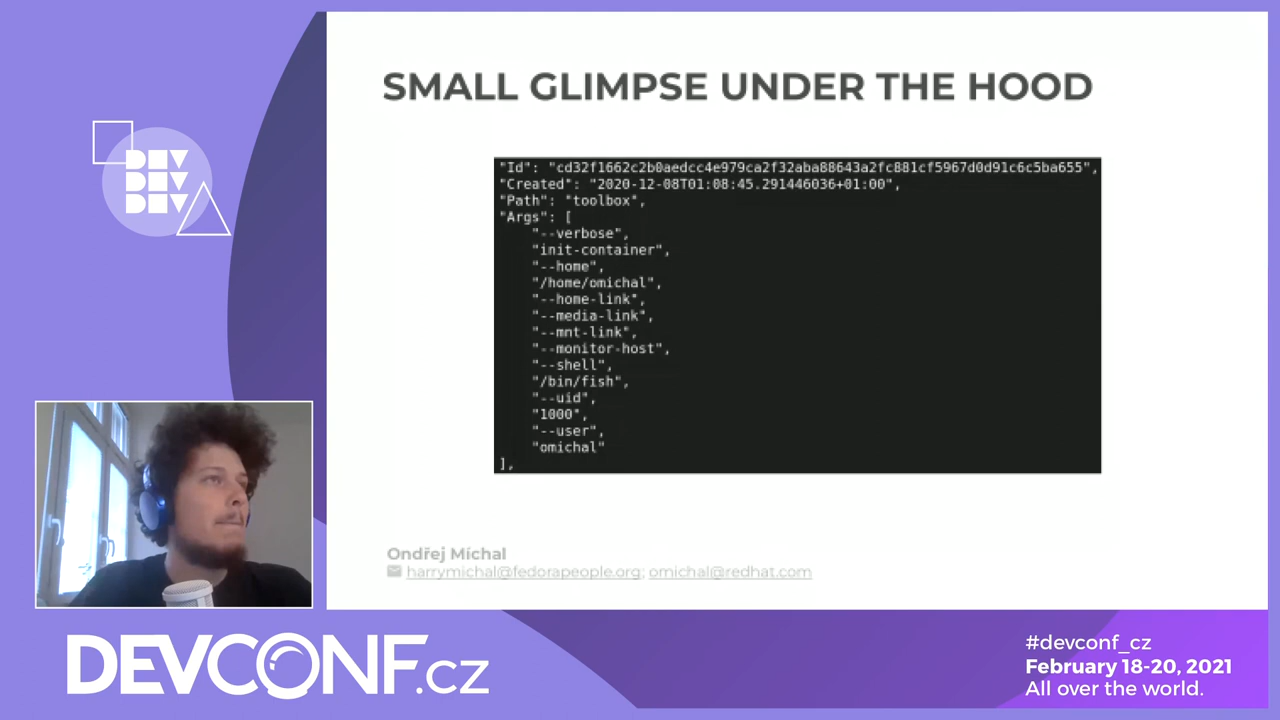 DEV
DEV
DEV
SMALL GLIMPSE UNDER THE HOOD
"Id": "cd32f1662c2b0aedcc4e979ca2f32aba88643a2fc881cf5967d0d91c6c5ba655",
"Created": "2020-12-08T01:08:45.291446036+01:00",
"Path": "toolbox",
"Args": [
"--verbose",
"init-container",
"--home",
"/home/omichal",
"--home-link",
"--media-link",
"--mnt-link",
"--monitor-host",
"--shell",
"/bin/fish",
"--uid",
"1000",
"--user",
"omichal"
],
Ondřej Míchal
harrymichal@fedorapeople.org; omichal@redhat.com
DEVCONF.cz
#devconf_cz
February 18-20, 2021
All over the world.